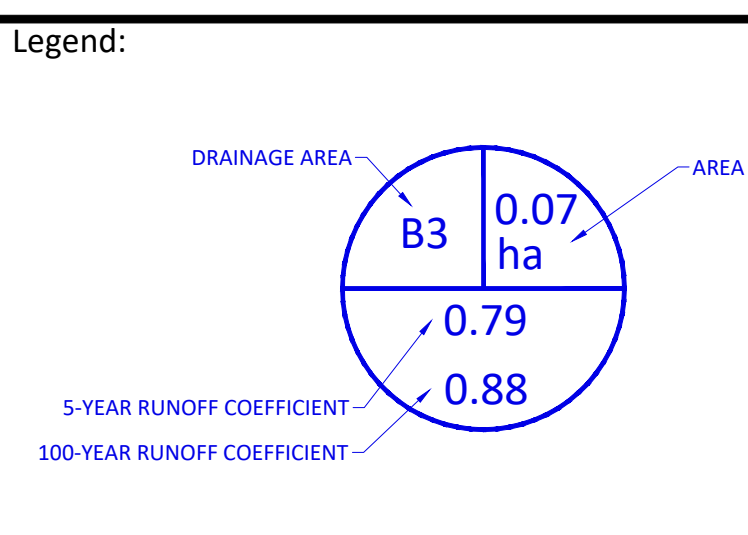 Legend:
DRAINAGE AREA
AREA
B3
0.07
ha
0.79
0.88
5-YEAR RUNOFF COEFFICIENT
100-YEAR RUNOFF COEFFICIENT